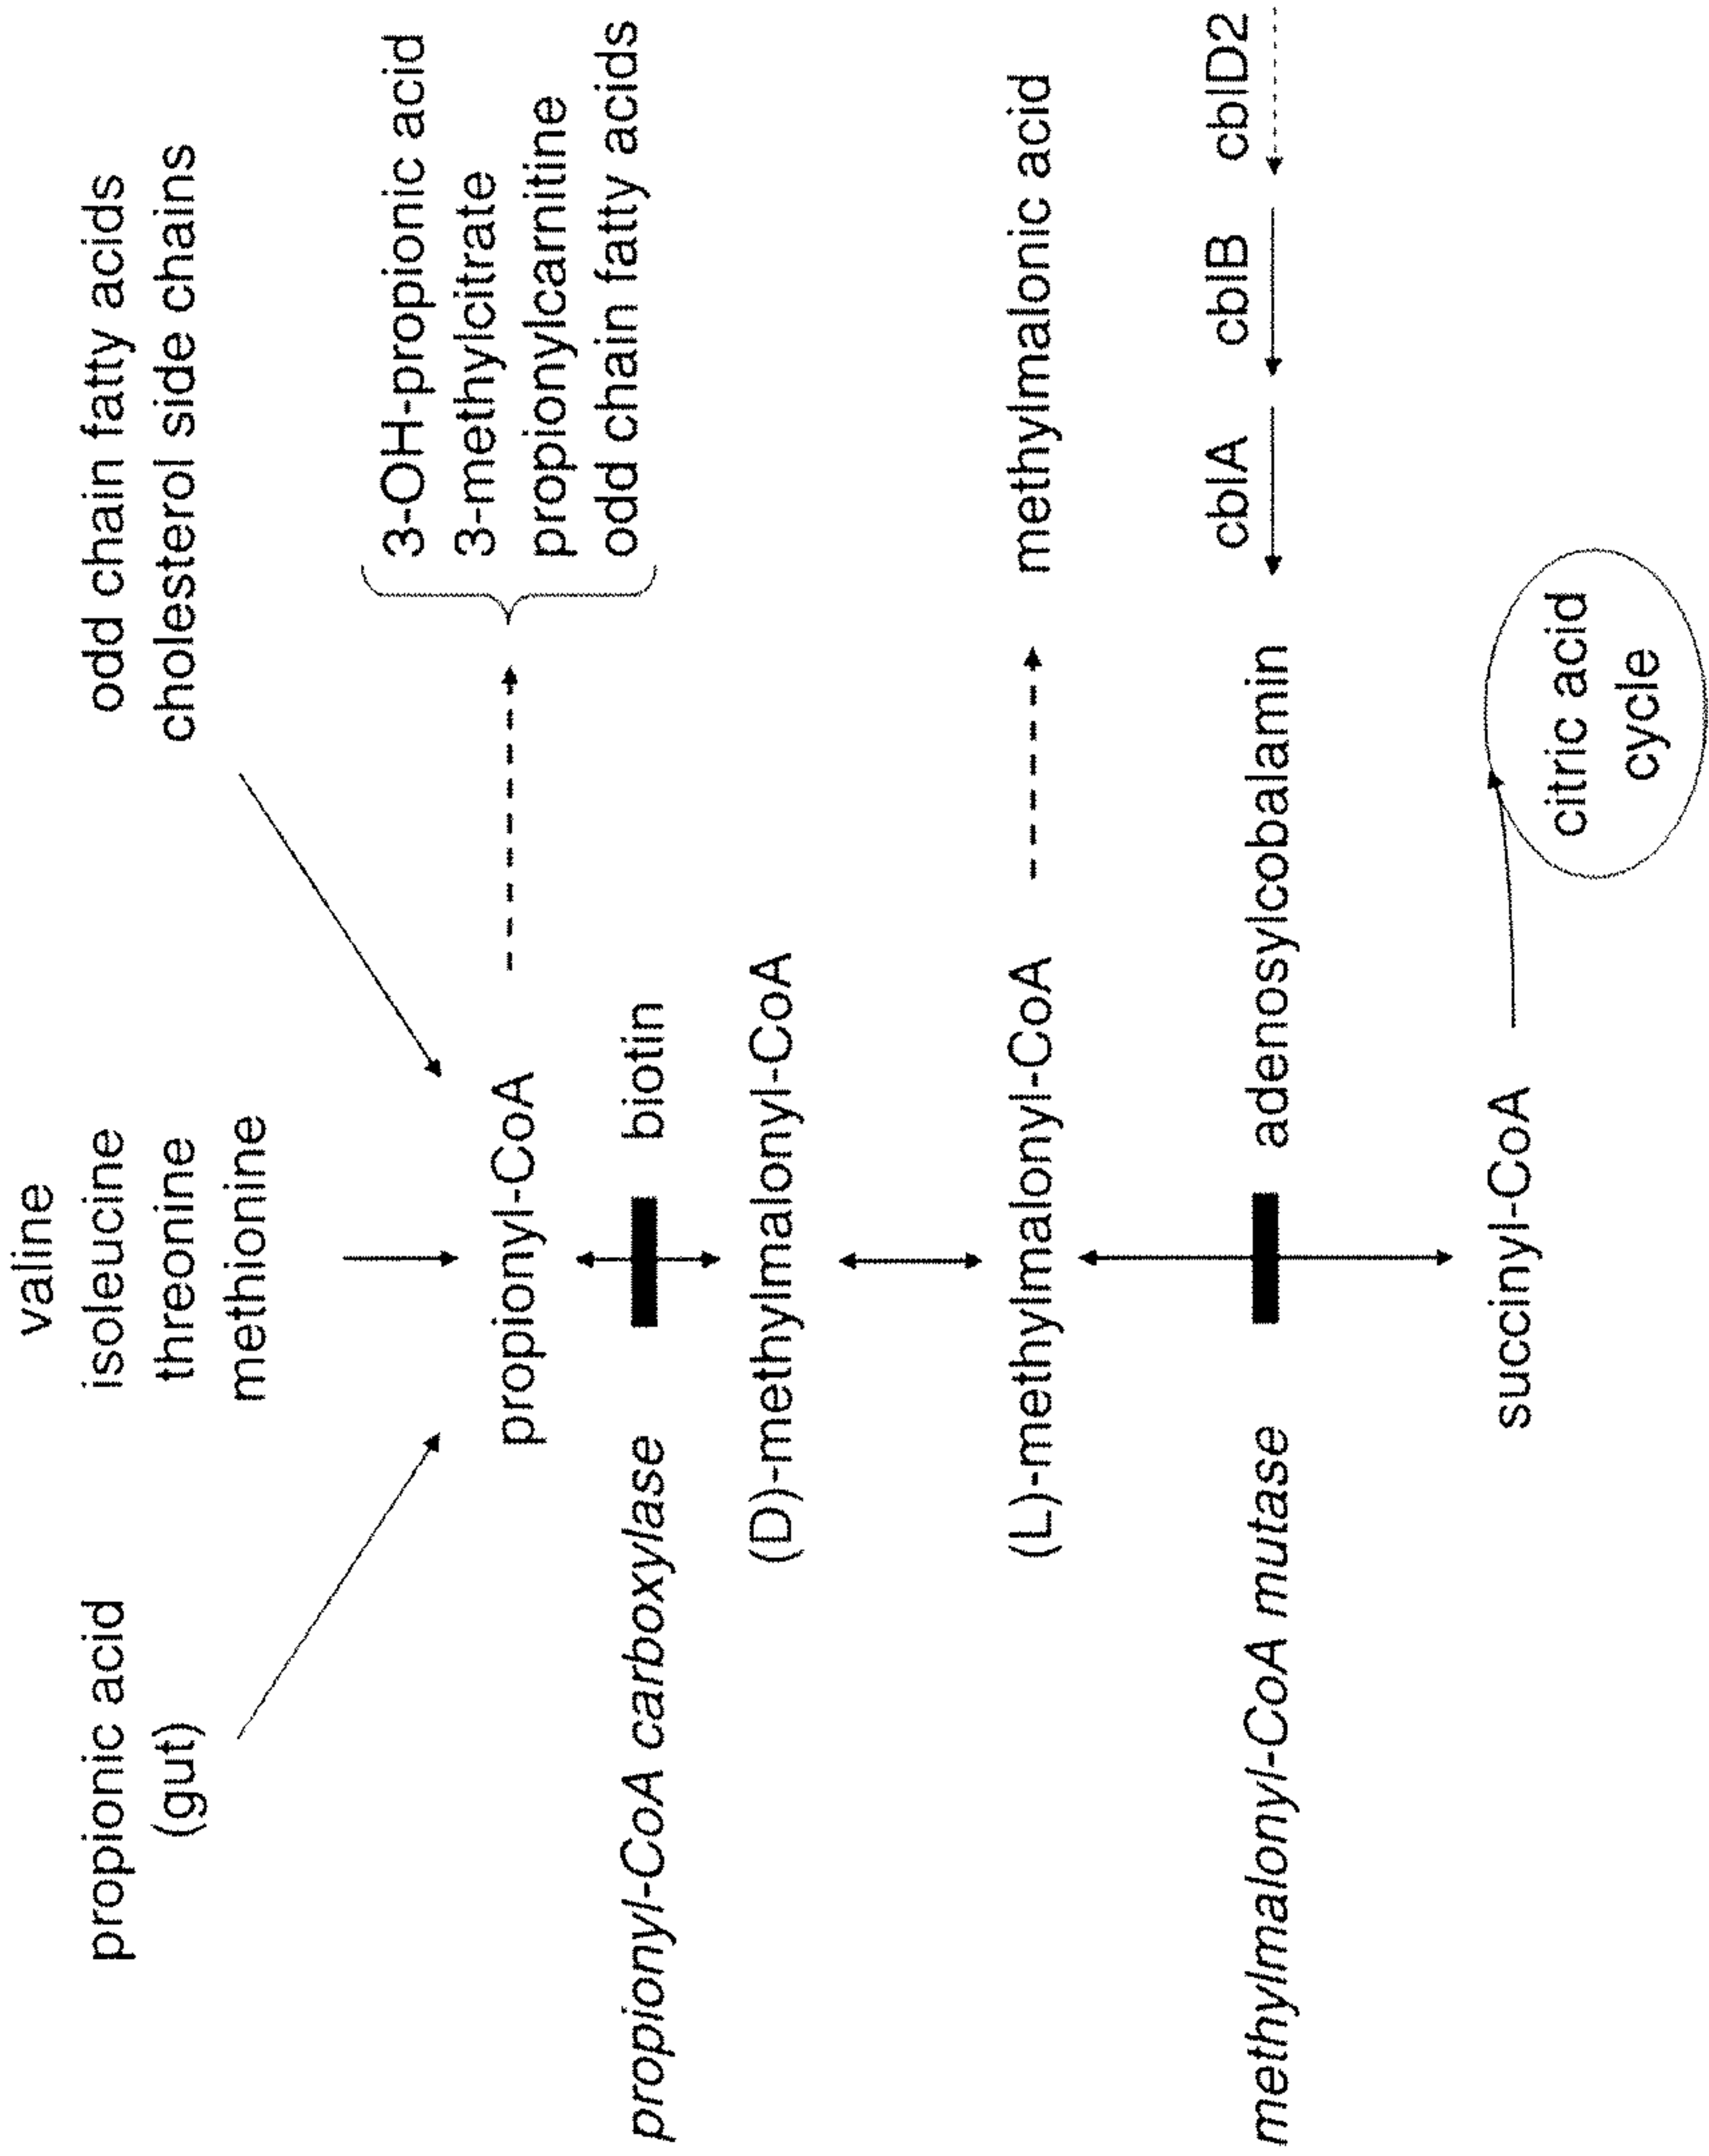 valine
propionic acid
(gut)
isoleucine
threonine
methionine
odd chain fatty acids
cholesterol side chains
propionyl-CoA
3-OH-propionic acid
3-methylcitrate
propionylcarnitine
odd chain fatty acids
propionyl-CoA carboxylase
biotin
(D)-methylmalonyl-CoA
(L)-methylmalonyl-CoA
methylmalonic acid
methylmalonyl-CoA mutase
adenosylcobalamin
cblA
cblB
cblD2
succinyl-CoA
citric acid
cycle